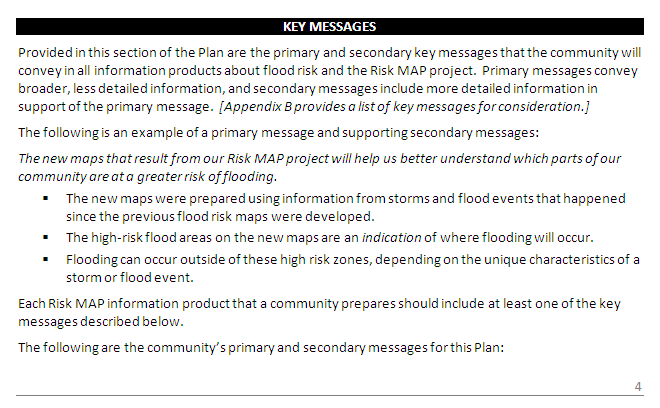 KEY MESSAGES
Provided in this section of the Plan are the primary and secondary key messages that the community will
convey in all information products about flood risk and the Risk MAP project.  Primary messages convey
broader, less detailed information, and secondary messages include more detailed information in
support of the primary message.  [Appendix B provides a list of key messages for consideration.]
The following is an example of a primary message and supporting secondary messages:
The new maps that result from our Risk MAP project will help us better understand which parts of our
community are at a greater risk of flooding.
▪ The new maps were prepared using information from storms and flood events that happened
since the previous flood risk maps were developed.
▪ The high-risk flood areas on the new maps are an indication of where flooding will occur.
▪ Flooding can occur outside of these high risk zones, depending on the unique characteristics of a
storm or flood event.
Each Risk MAP information product that a community prepares should include at least one of the key
messages described below.
The following are the community's primary and secondary messages for this Plan:
4